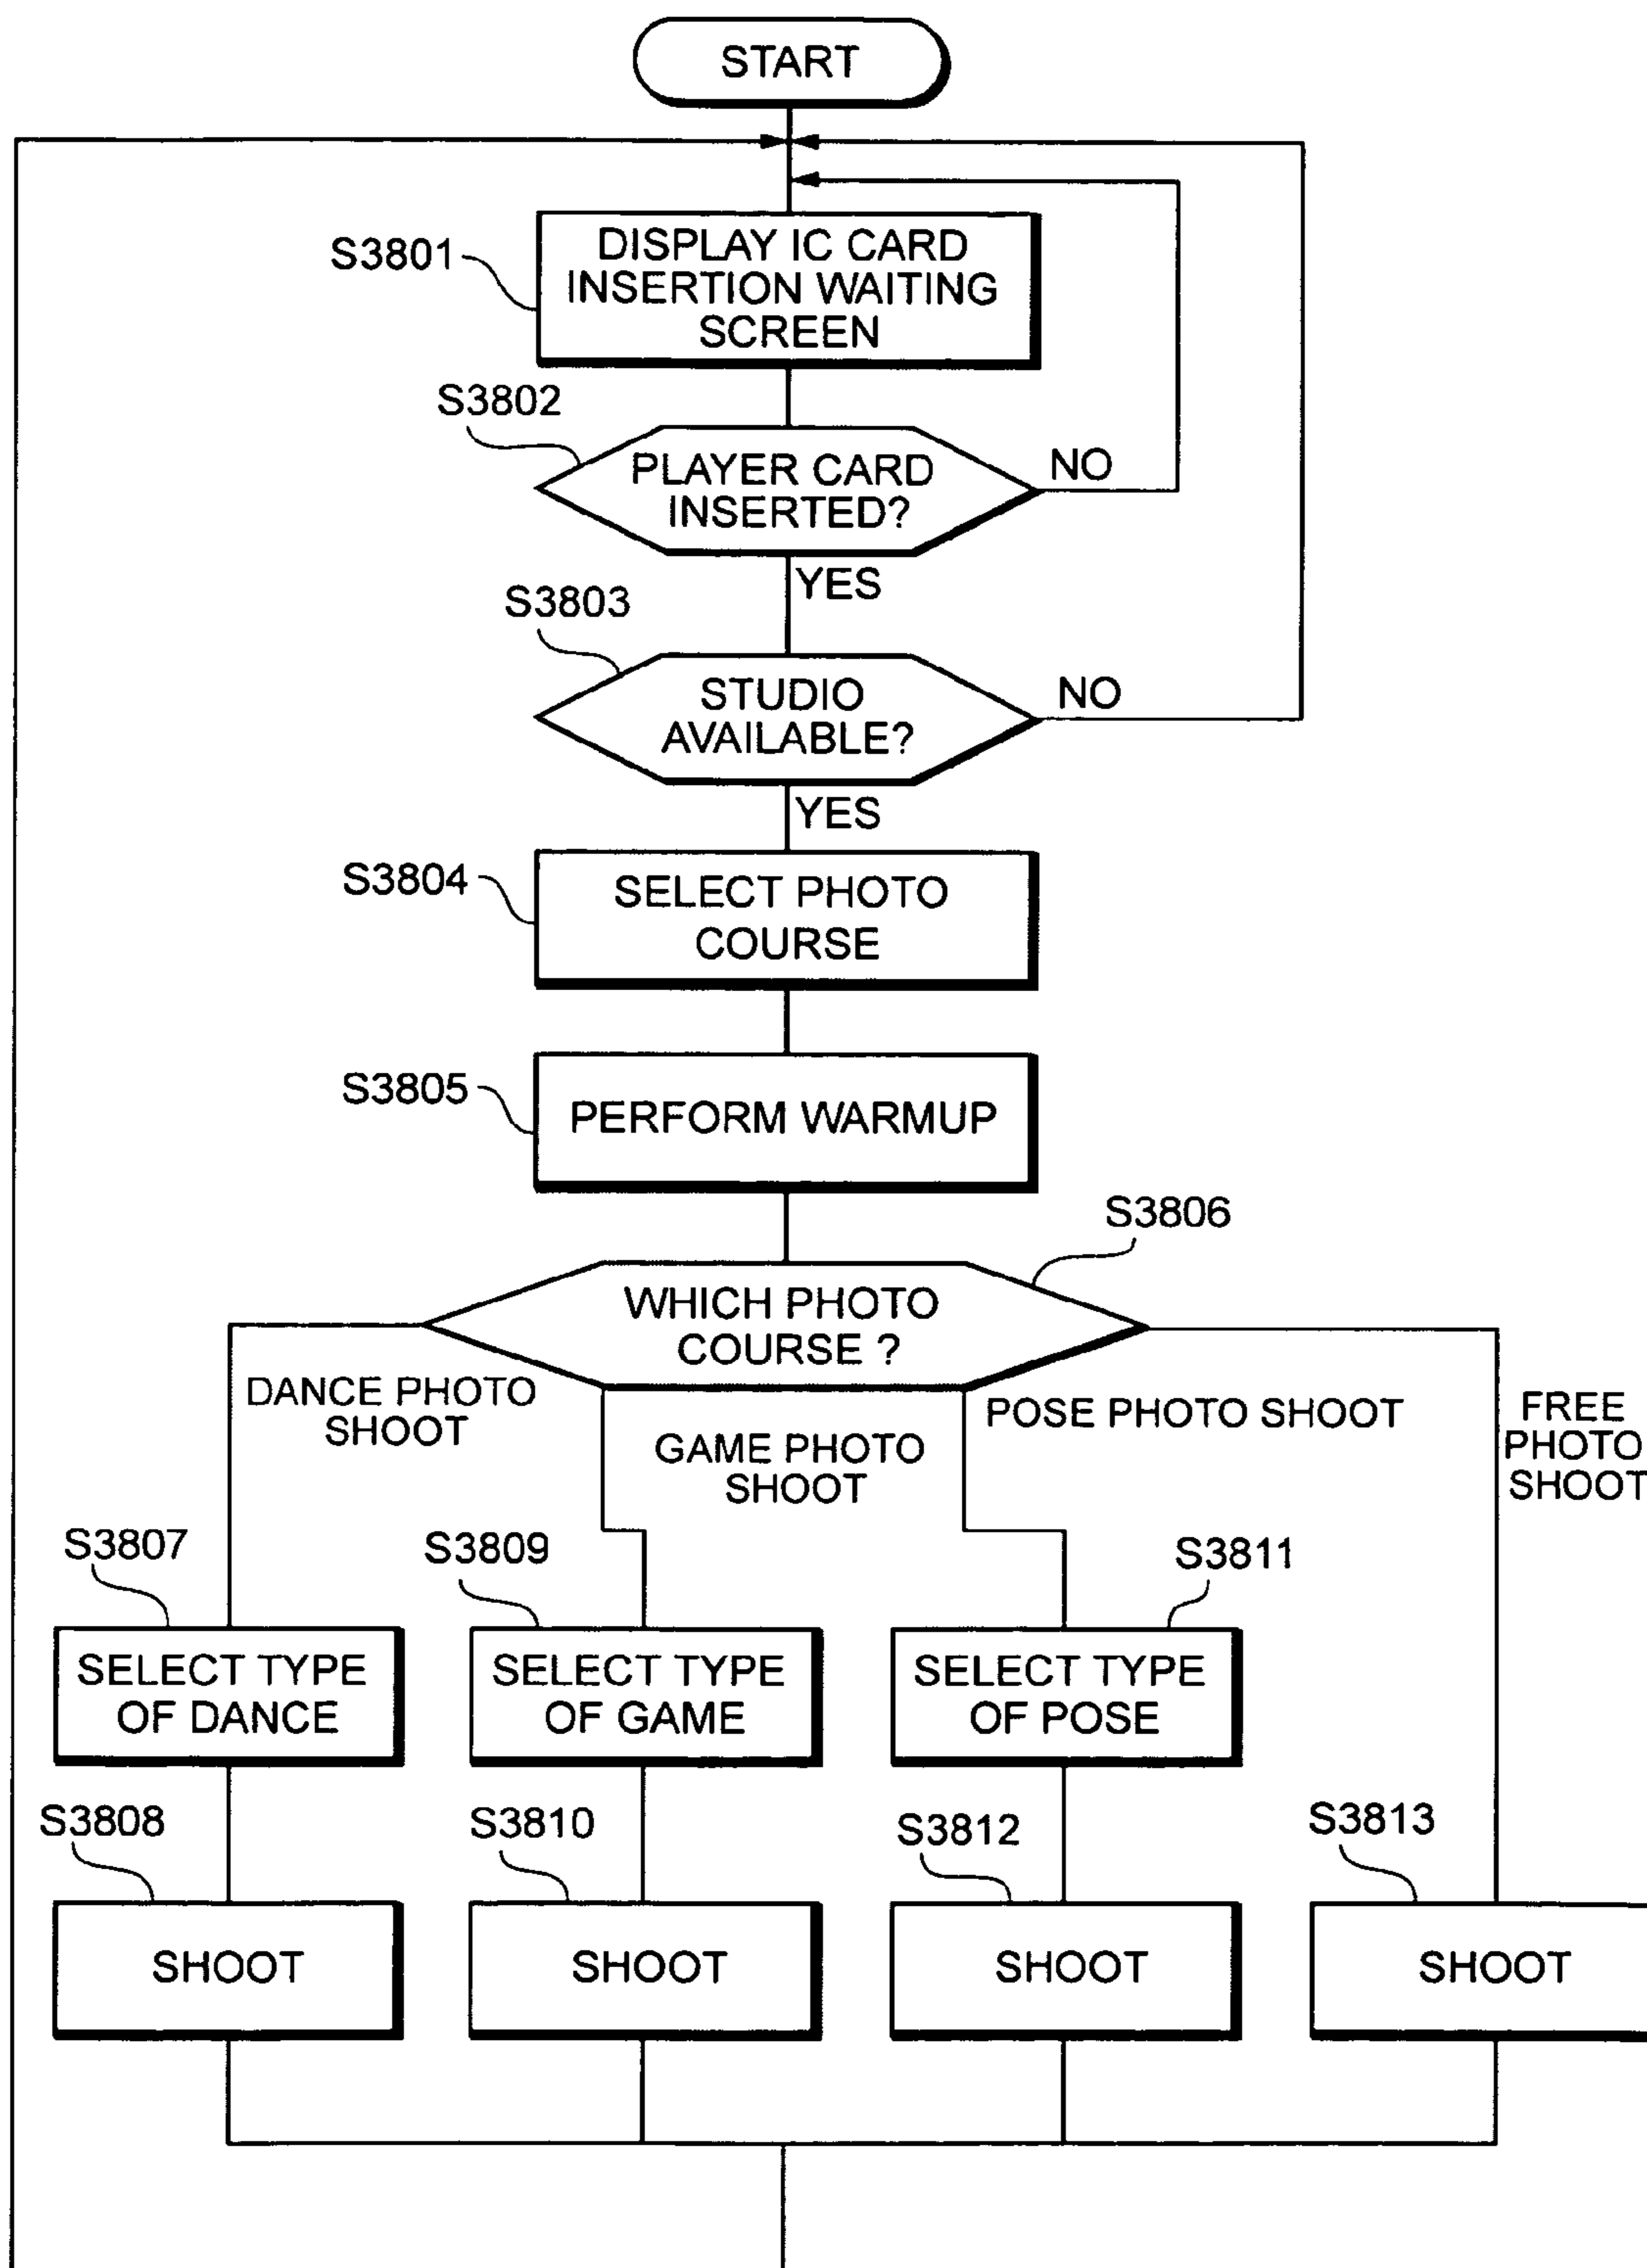 START
S3801
DISPLAY IC CARD
INSERTION WAITING
SCREEN
S3802
PLAYER CARD
INSERTED?
NO
YES
S3803
STUDIO
AVAILABLE?
NO
YES
S3804
SELECT PHOTO
COURSE
S3805
PERFORM WARMUP
S3806
WHICH PHOTO
COURSE ?
DANCE PHOTO
SHOOT
GAME PHOTO
SHOOT
POSE PHOTO SHOOT
FREE
PHOTO
SHOOT
S3807
SELECT TYPE
OF DANCE
S3809
SELECT TYPE
OF GAME
S3811
SELECT TYPE
OF POSE
S3808
SHOOT
S3810
SHOOT
S3812
SHOOT
S3813
SHOOT